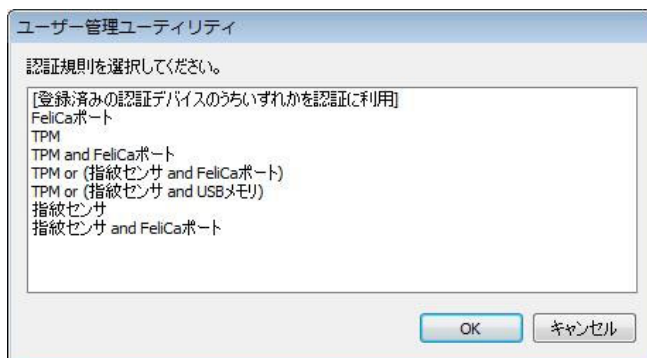 ユーザー管理ユーティリティ
認証規則を選択してください。
[登録済みの認証デバイスのうちいずれかを認証に利用]
FeliCaポート
TPM
TPM and FeliCaポート
TPM or (指紋センサ and FeliCaポート)
TPM or (指紋センサ and USBメモリ)
指紋センサ
指紋センサ and FeliCaポート
OK
キャンセル